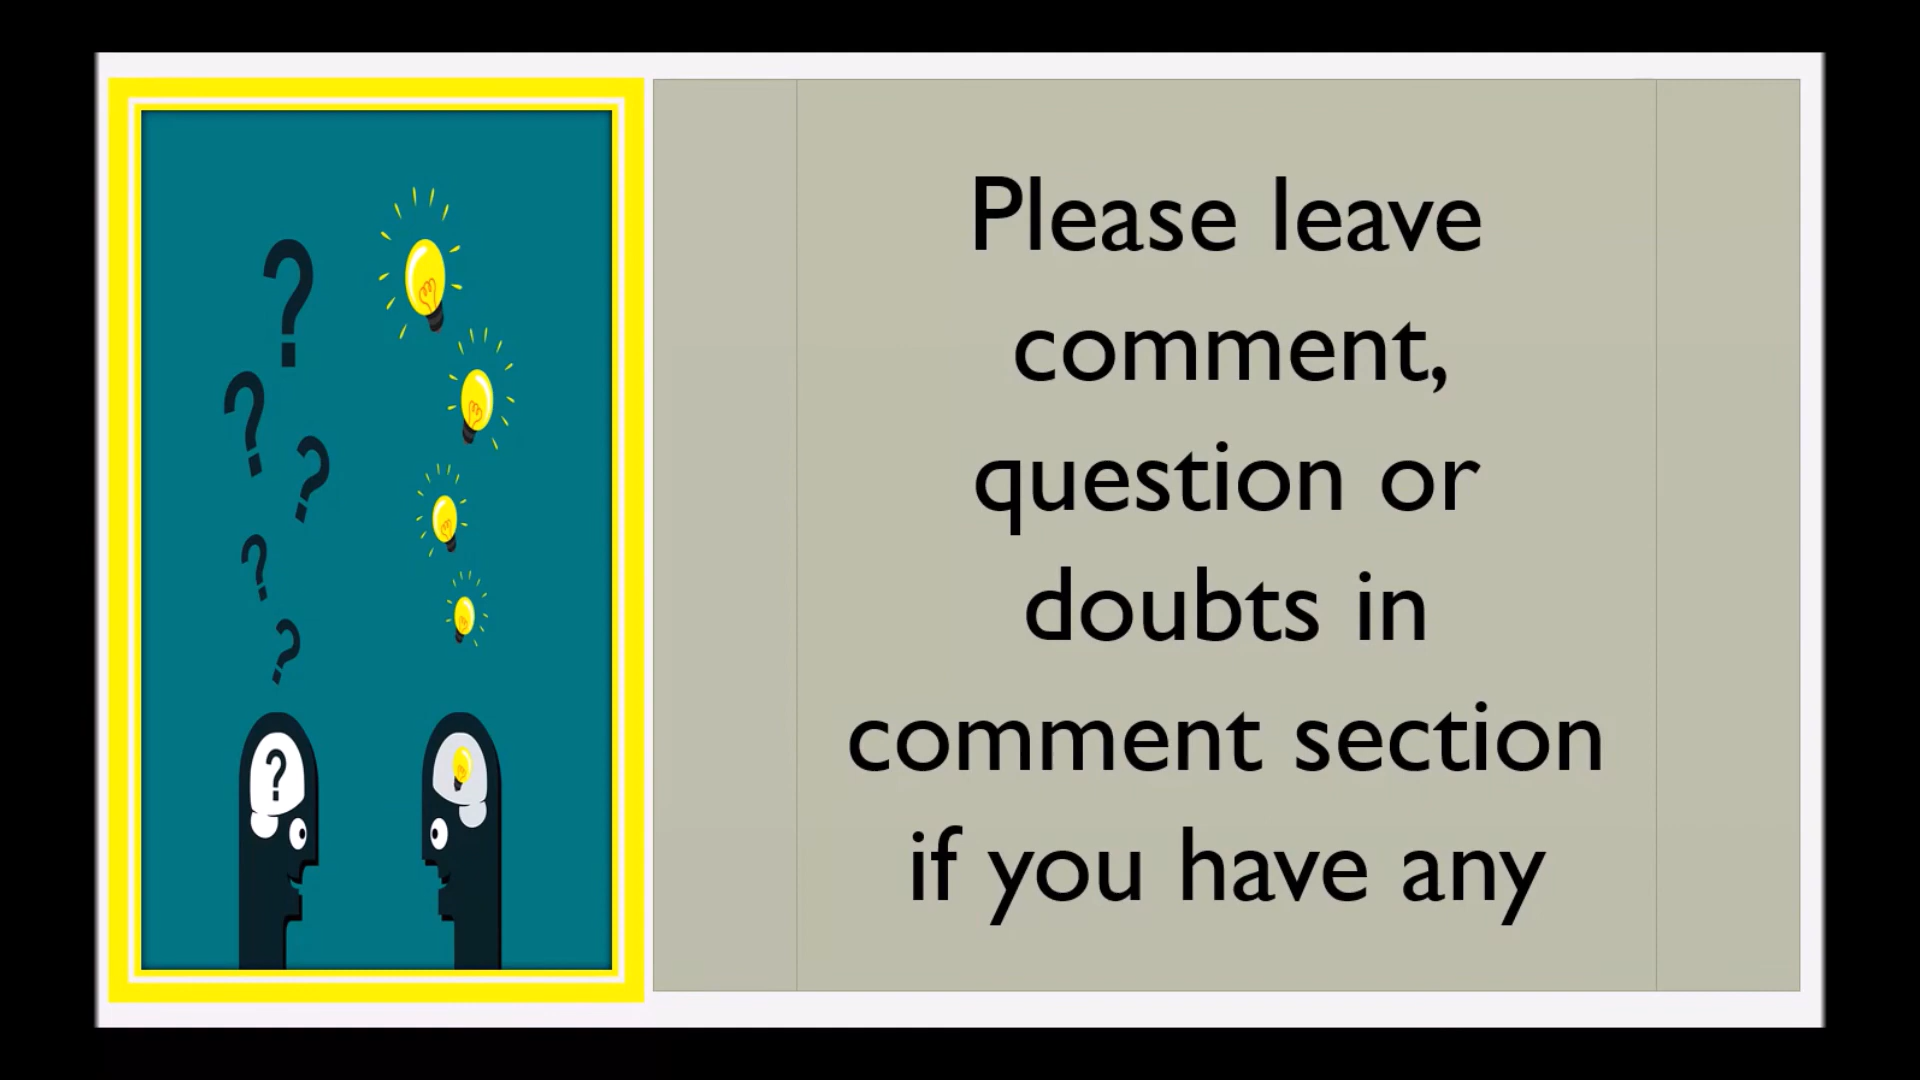 Please leave
comment,
question or
doubts in
comment section
if you have any